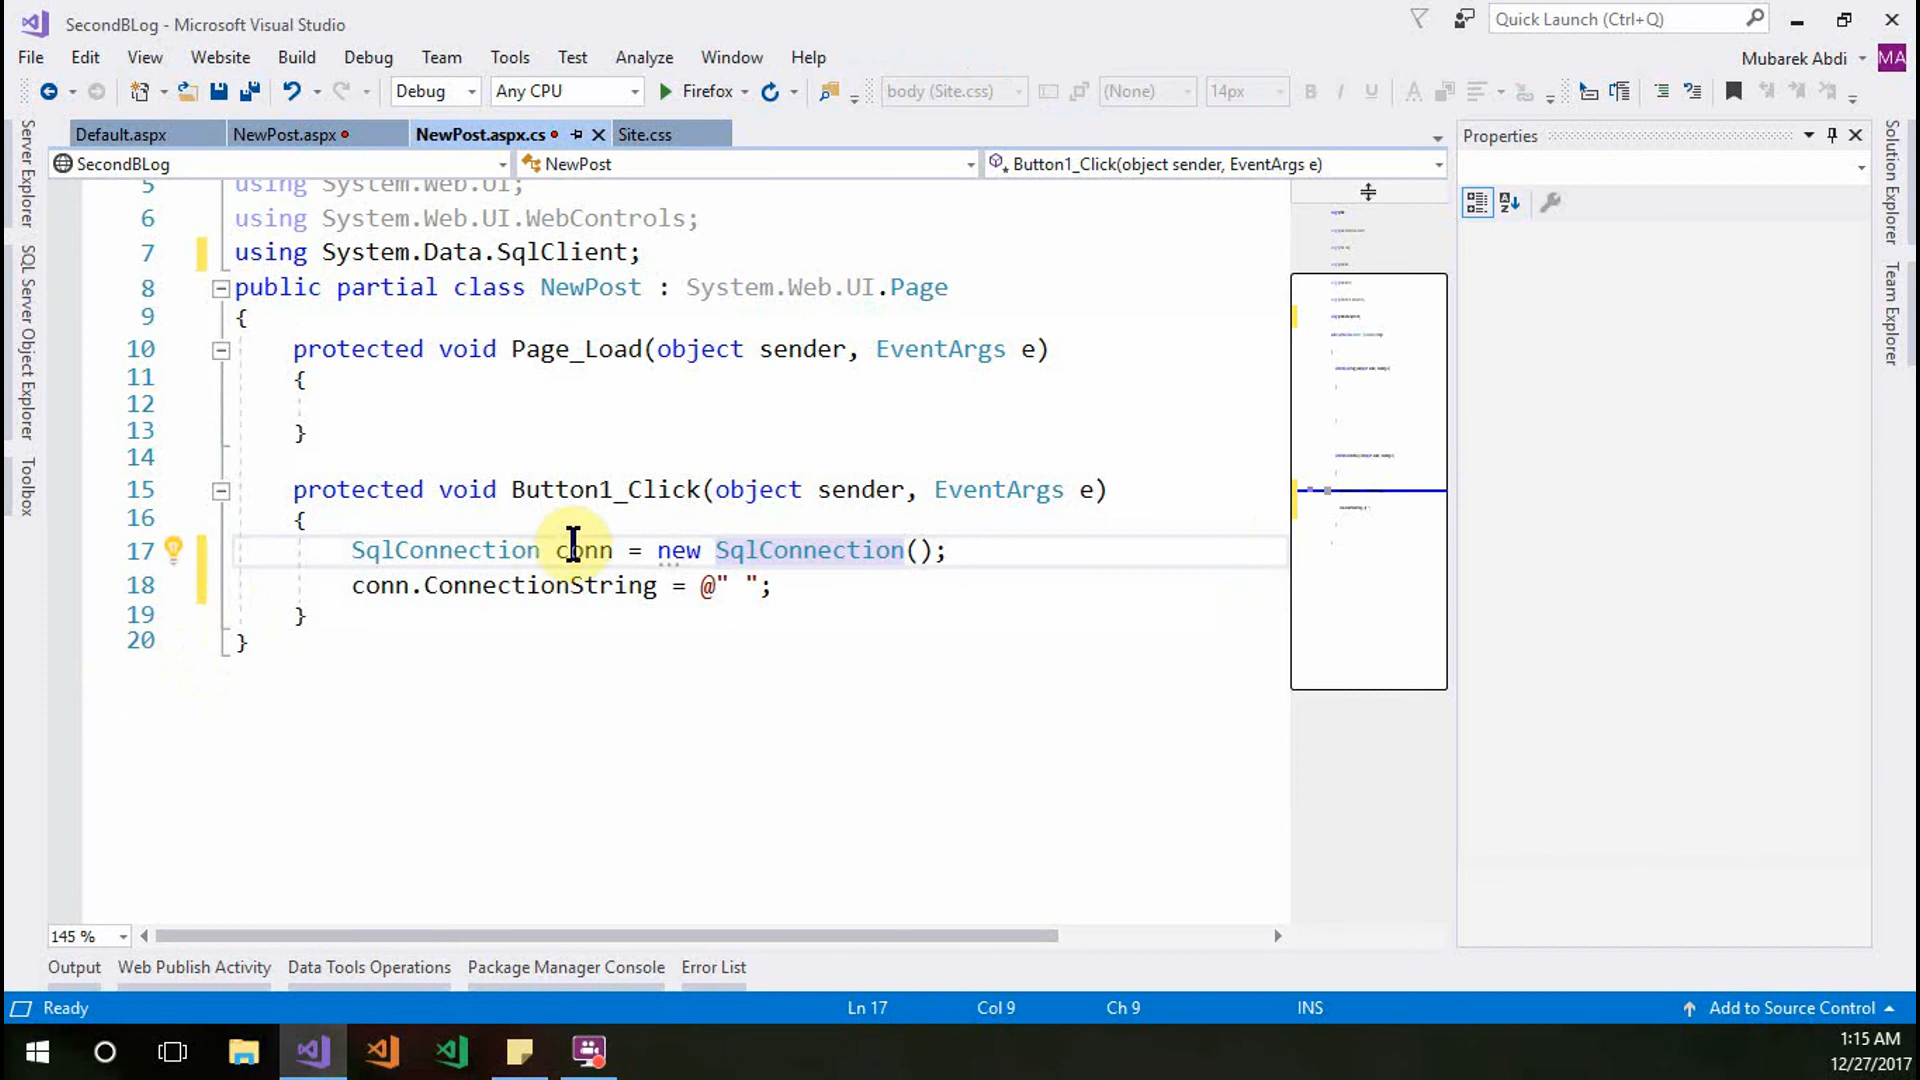 SecondBLog - Microsoft Visual Studio
Quick Launch (Ctrl+Q)
File Edit View Website Build Debug Team Tools Test Analyze Window Help
Mubarek Abdi MA
Debug Any CPU Firefox body (Site.css) (None) 14px B I U A
Default.aspx NewPost.aspx NewPost.aspx.cs Site.css
Properties
SecondBLog NewPost Button1_Click(object sender, EventArgs e)
Server Explorer
SQL Server Object Explorer
Toolbox
Solution Explorer
Team Explorer
5 using System.Web.UI;
6 using System.Web.UI.WebControls;
7 using System.Data.SqlClient;
8 public partial class NewPost : System.Web.UI.Page
9 {
10 protected void Page_Load(object sender, EventArgs e)
11 {
12
13 }
14
15 protected void Button1_Click(object sender, EventArgs e)
16 {
17 SqlConnection conn = new SqlConnection();
18 conn.ConnectionString = @" ";
19 }
20 }
145 %
Output Web Publish Activity Data Tools Operations Package Manager Console Error List
Ready Ln 17 Col 9 Ch 9 INS Add to Source Control
1:15 AM
12/27/2017